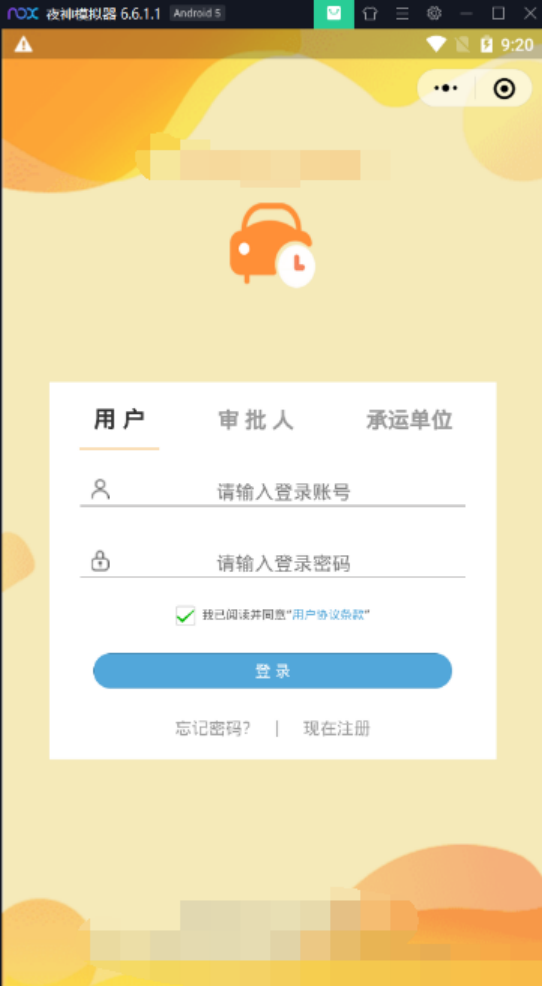 nox 夜神模拟器 6.6.1.1 Android 5
9:20
用户 审批人 承运单位
请输入登录账号
请输入登录密码
我已阅读并同意“用户协议条款”
登录
忘记密码? | 现在注册